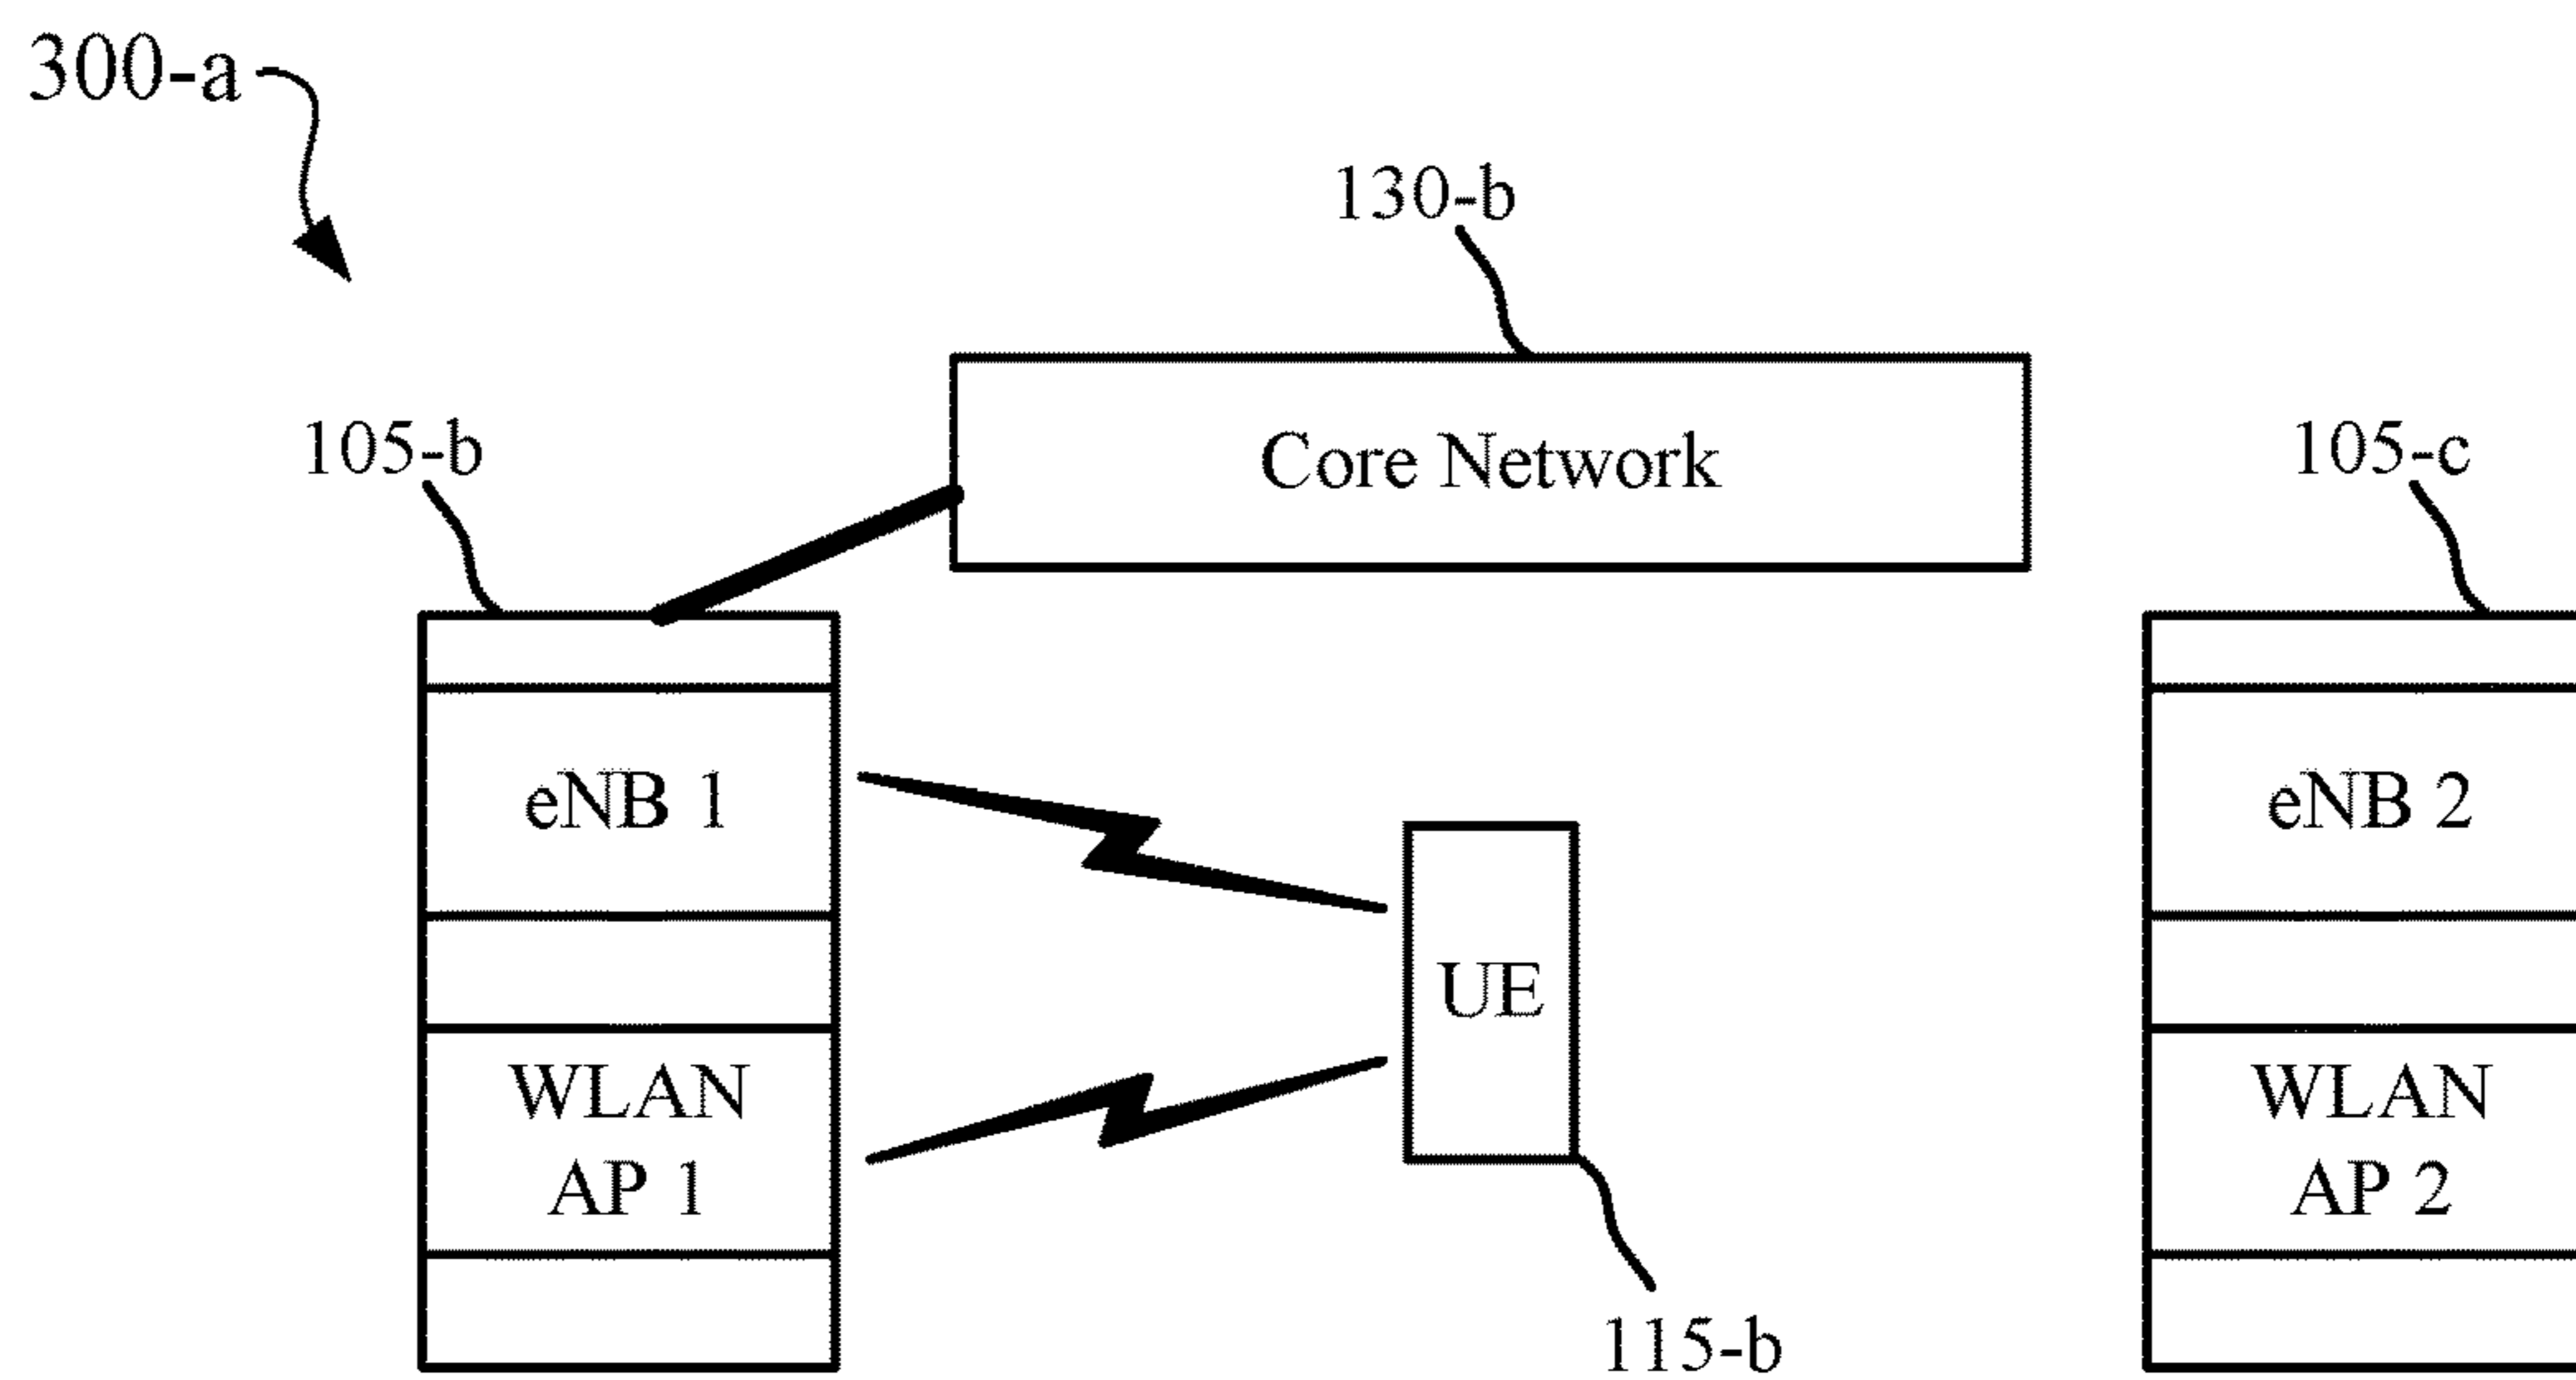 300-a
130-b
105-b
Core Network
105-c
eNB 1
eNB 2
UE
WLAN
AP 1
WLAN
AP 2
115-b